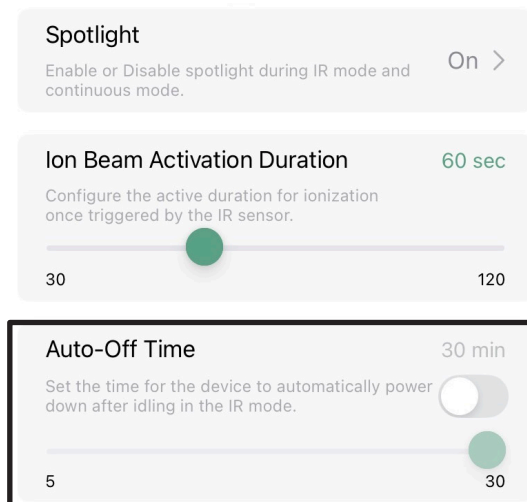 Spotlight
On >
Enable or Disable spotlight during IR mode and
continuous mode.
Ion Beam Activation Duration
60 sec
Configure the active duration for ionization
once triggered by the IR sensor.
30
120
Auto-Off Time
30 min
Set the time for the device to automatically power
down after idling in the IR mode.
5
30